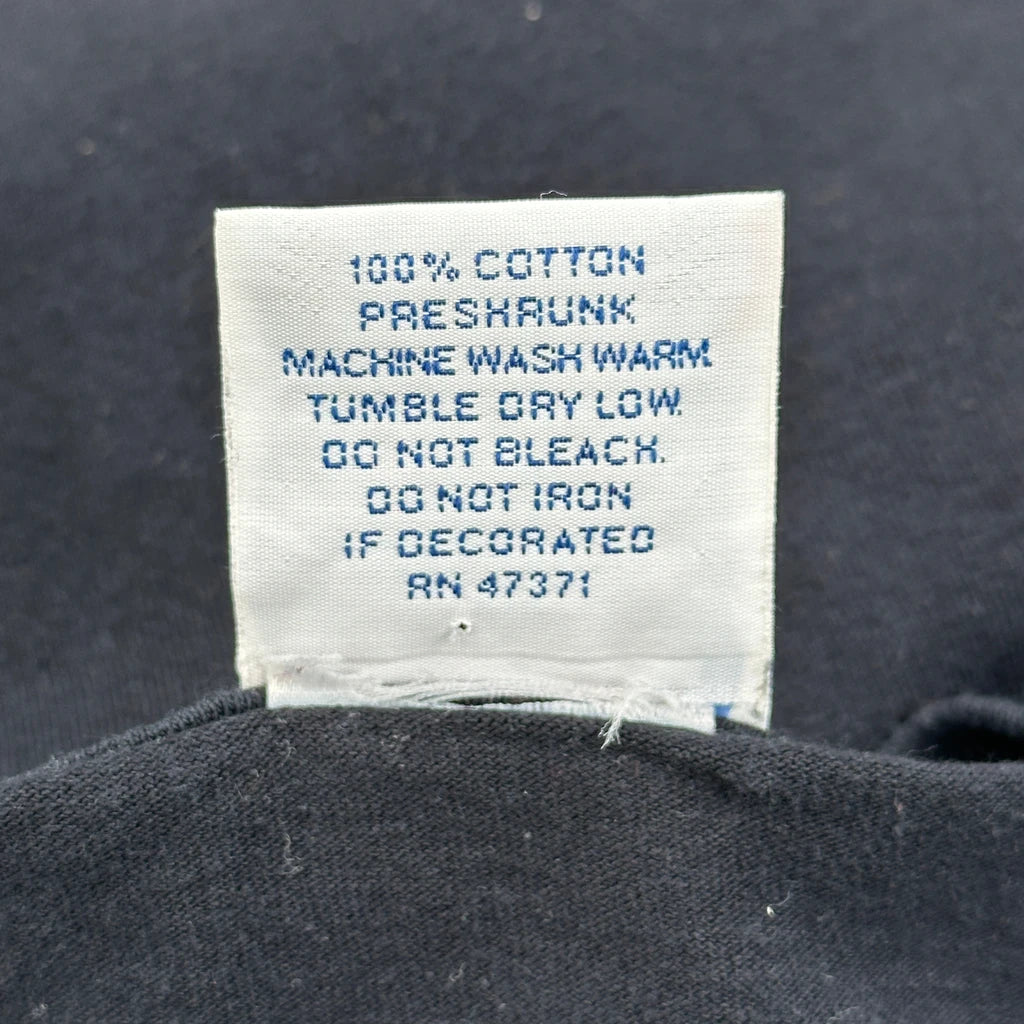 100% COTTON
PRESHRUNK
MACHINE WASH WARM.
TUMBLE DRY LOW.
DO NOT BLEACH.
DO NOT IRON
IF DECORATED
RN 47371